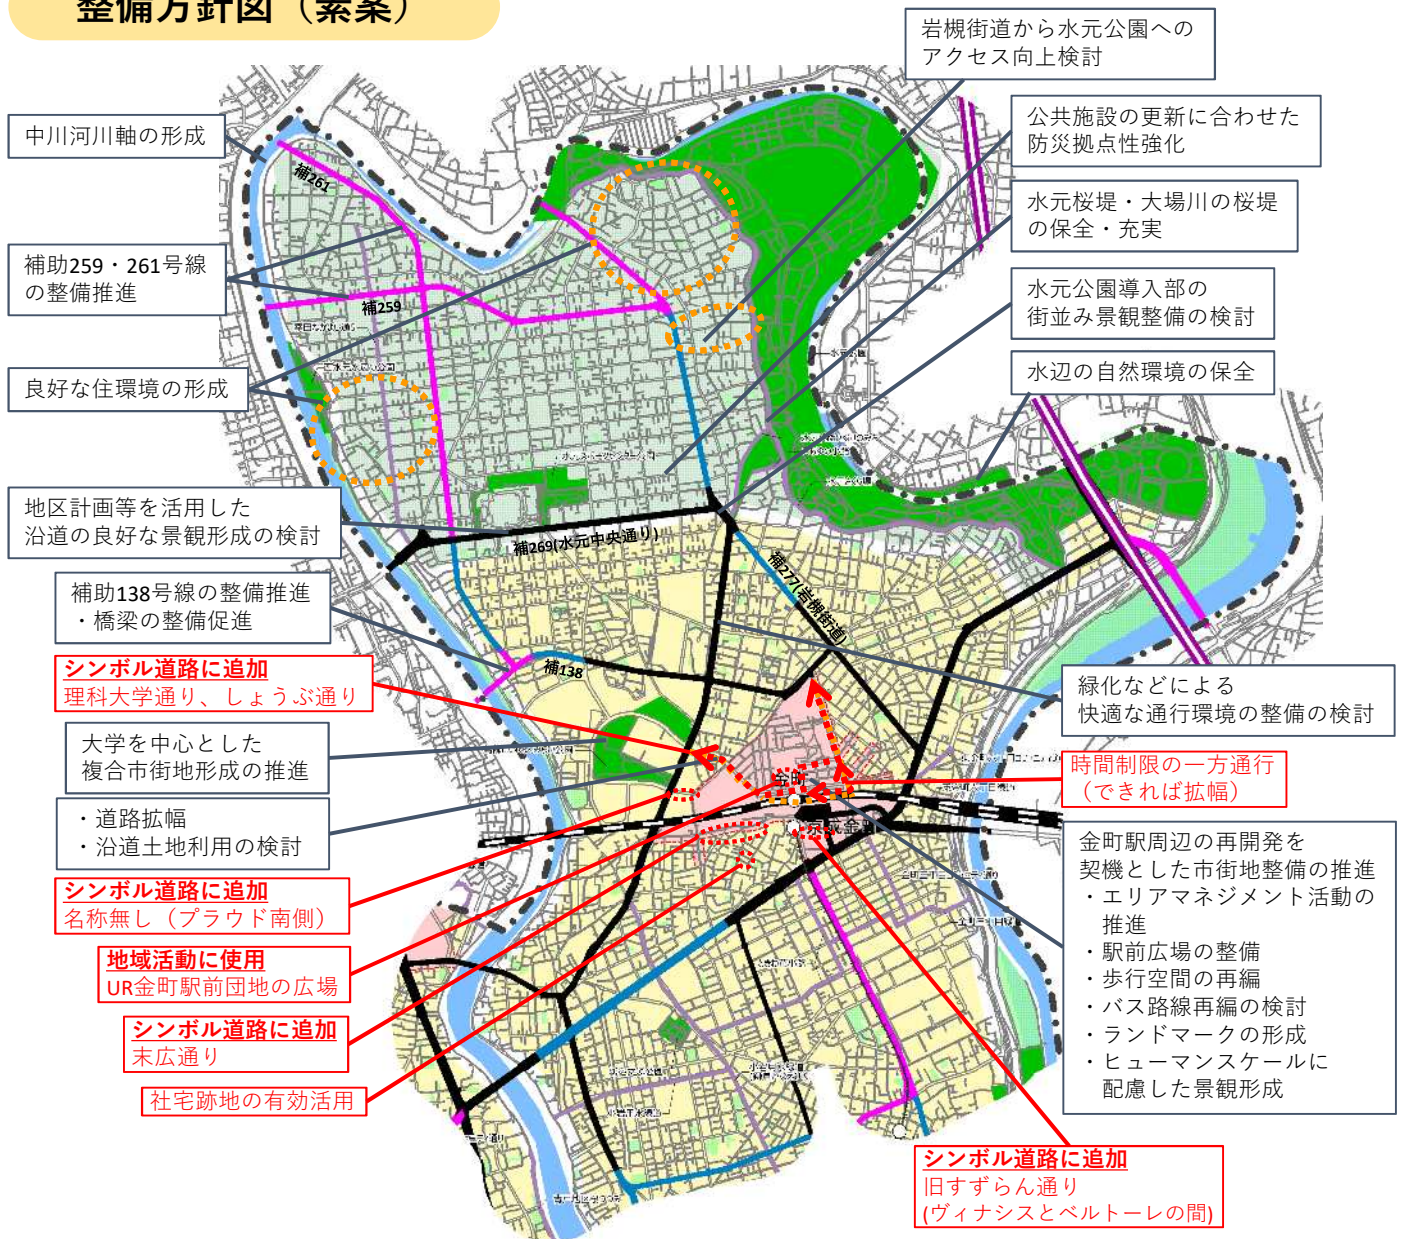 整備方針図（素案）
岩槻街道から水元公園への
アクセス向上検討
中川河川軸の形成
公共施設の更新に合わせた
防災拠点性強化
補261
水元桜堤・大場川の桜堤
の保全・充実
補助259・261号線
の整備推進
補259
水元公園導入部の
街並み景観整備の検討
良好な住環境の形成
水辺の自然環境の保全
地区計画等を活用した
沿道の良好な景観形成の検討
補269(水元中央通り)
補277(岩槻街道)
補助138号線の整備推進
・橋梁の整備促進
補138
シンボル道路に追加
理科大学通り、しょうぶ通り
緑化などによる
快適な通行環境の整備の検討
大学を中心とした
複合市街地形成の推進
時間制限の一方通行
（できれば拡幅）
金町
京成金町
・道路拡幅
・沿道土地利用の検討
金町駅周辺の再開発を
契機とした市街地整備の推進
・エリアマネジメント活動の
推進
・駅前広場の整備
・歩行空間の再編
・バス路線再編の検討
・ランドマークの形成
・ヒューマンスケールに
配慮した景観形成
シンボル道路に追加
名称無し（プラウド南側）
地域活動に使用
UR金町駅前団地の広場
シンボル道路に追加
末広通り
社宅跡地の有効活用
シンボル道路に追加
旧すずらん通り
(ヴィナシスとベルトーレの間)